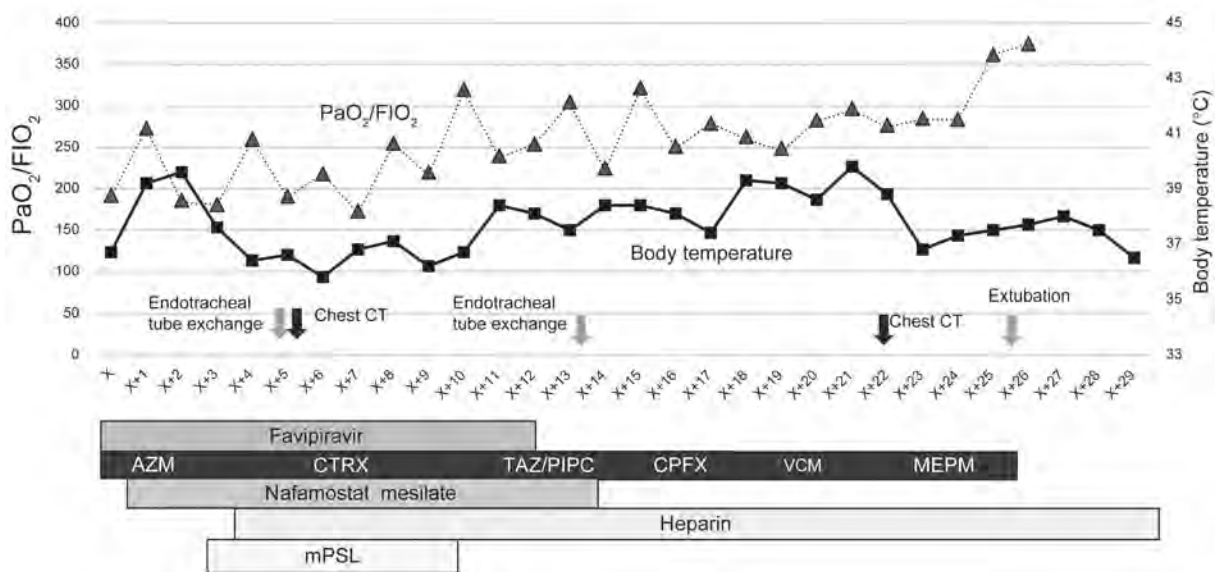 400
350
300
250
200
150
100
50
0
PaO2/FIO2
45
43
41
39
37
35
33
Body temperature (°C)
PaO2/FIO2
Body temperature
Endotracheal
tube exchange
Chest CT
Endotracheal
tube exchange
Chest CT
Extubation
X
X+1
X+2
X+3
X+4
X+5
X+6
X+7
X+8
X+9
X+10
X+11
X+12
X+13
X+14
X+15
X+16
X+17
X+18
X+19
X+20
X+21
X+22
X+23
X+24
X+25
X+26
X+27
X+28
X+29
Favipiravir
AZM CTRX TAZ/PIPC CPFX VCM MEPM
Nafamostat mesilate
Heparin
mPSL